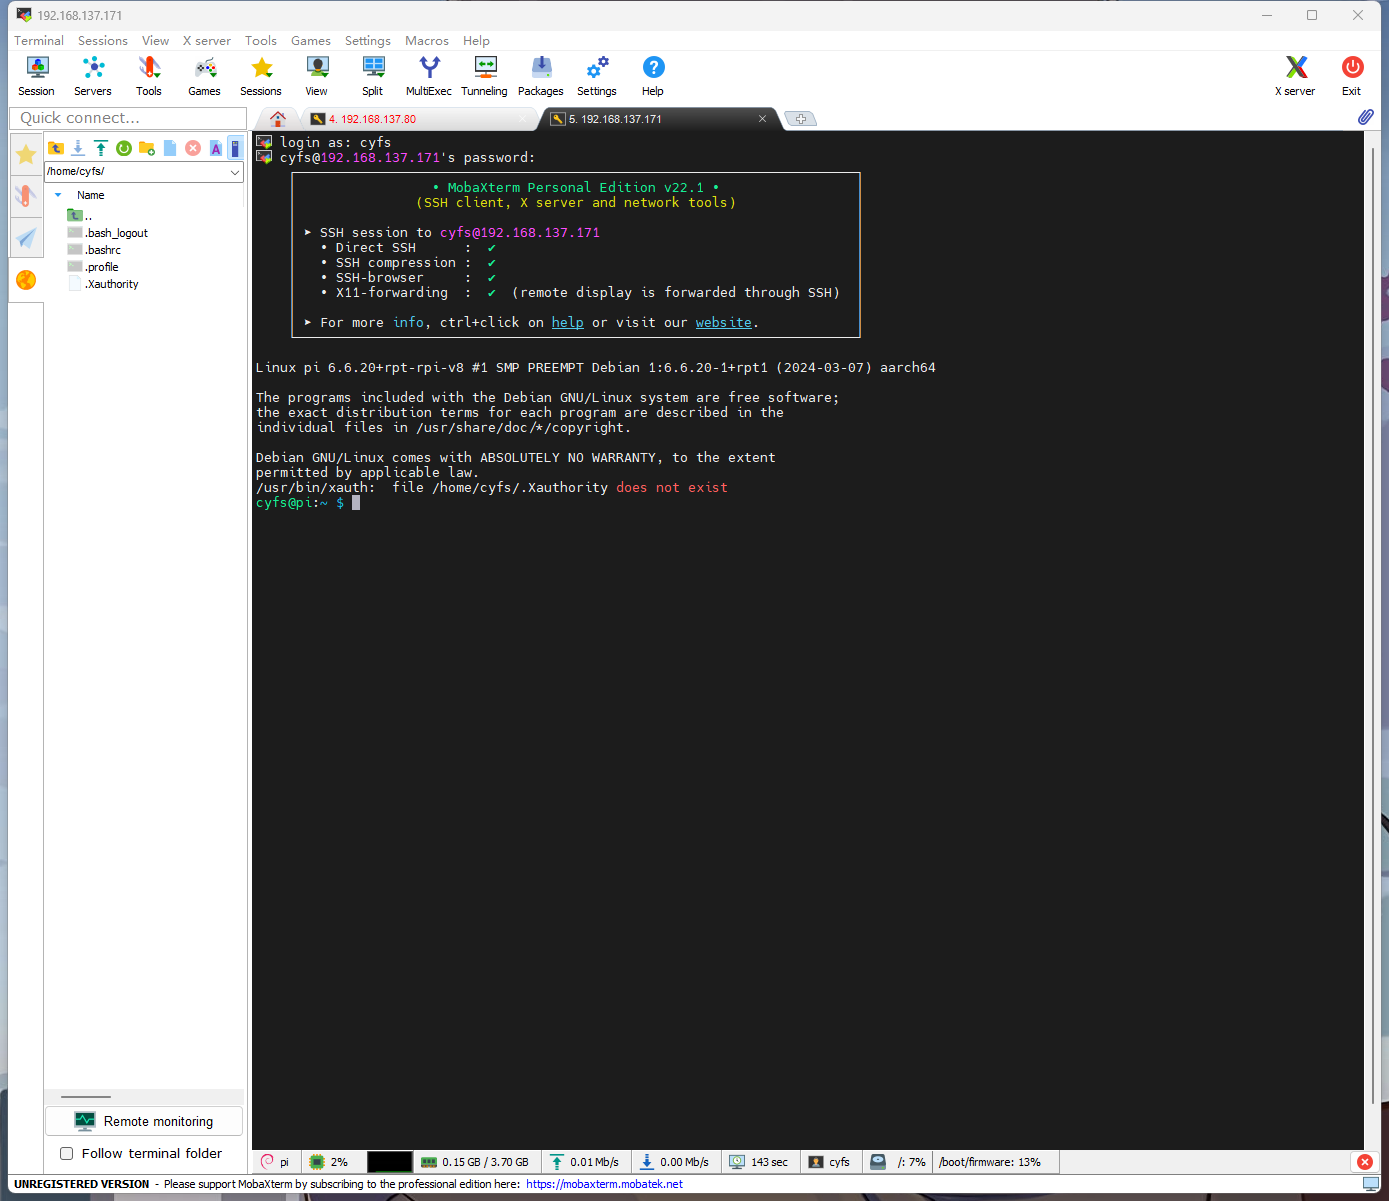 192.168.137.171
Terminal Sessions View X server Tools Games Settings Macros Help
Session Servers Tools Games Sessions View Split MultiExec Tunneling Packages Settings Help X server Exit
Quick connect...
4. 192.168.137.80
5. 192.168.137.171
/home/cyfs/
Name
..
.bash_logout
.bashrc
.profile
.Xauthority
login as: cyfs
cyfs@192.168.137.171's password:
• MobaXterm Personal Edition v22.1 •
(SSH client, X server and network tools)
➤ SSH session to cyfs@192.168.137.171
• Direct SSH : ✔
• SSH compression : ✔
• SSH-browser : ✔
• X11-forwarding : ✔ (remote display is forwarded through SSH)
➤ For more info, ctrl+click on help or visit our website.
Linux pi 6.6.20+rpt-rpi-v8 #1 SMP PREEMPT Debian 1:6.6.20-1+rpt1 (2024-03-07) aarch64
The programs included with the Debian GNU/Linux system are free software;
the exact distribution terms for each program are described in the
individual files in /usr/share/doc/*/copyright.
Debian GNU/Linux comes with ABSOLUTELY NO WARRANTY, to the extent
permitted by applicable law.
/usr/bin/xauth:  file /home/cyfs/.Xauthority does not exist
cyfs@pi:~ $
Remote monitoring
Follow terminal folder
pi 2% 0.15 GB / 3.70 GB 0.01 Mb/s 0.00 Mb/s 143 sec cyfs /: 7% /boot/firmware: 13%
UNREGISTERED VERSION - Please support MobaXterm by subscribing to the professional edition here: https://mobaxterm.mobatek.net